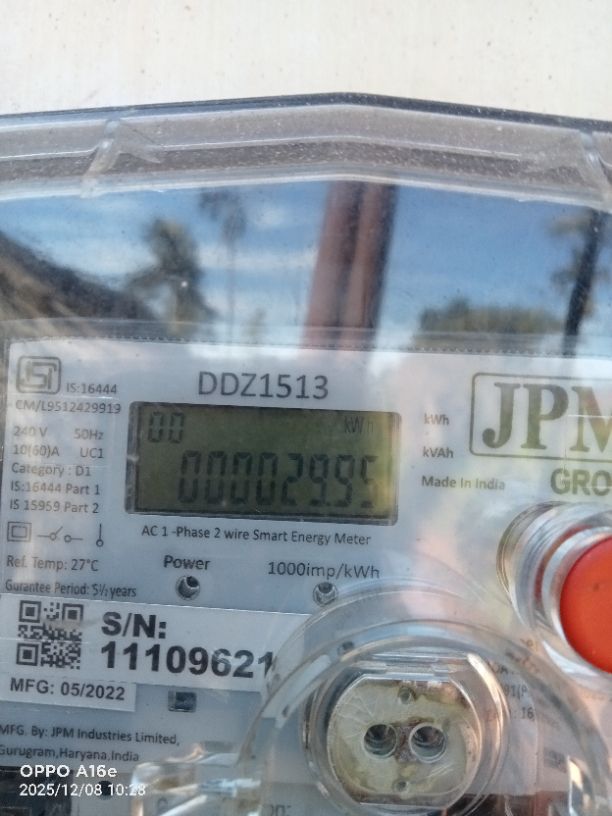 ISI
IS:16444
CM/L9512429919
DDZ1513
240 V 50Hz
10(60)A UC1
Category : D1
IS:16444 Part 1
IS 15959 Part 2
00 kWh
000029.95
kWh
kVAh
JPM
Made In India
GRO
AC 1 -Phase 2 wire Smart Energy Meter
Ref. Temp: 27°C
Power
1000imp/kWh
Gurantee Period: 5½ years
S/N:
11109621
MFG: 05/2022
MFG. By: JPM Industries Limited,
Gurugram,Haryana,India
OPPO A16e
2025/12/08 10:28